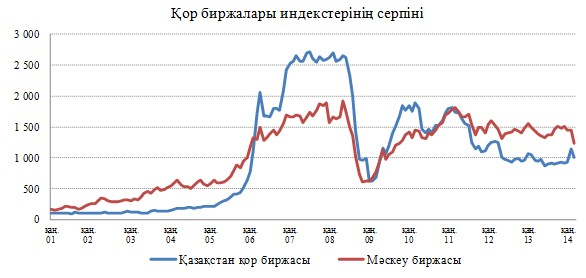 Қор биржалары индекстерінің серпіні
3 000
2 500
2 000
1 500
1 000
500
0
қаң. қаң. қаң. қаң. қаң. қаң. қаң. қаң. қаң. қаң. қаң. қаң. қаң. қаң.
01 02 03 04 05 06 07 08 09 10 11 12 13 14
Қазақстан қор биржасы Мәскеу биржасы